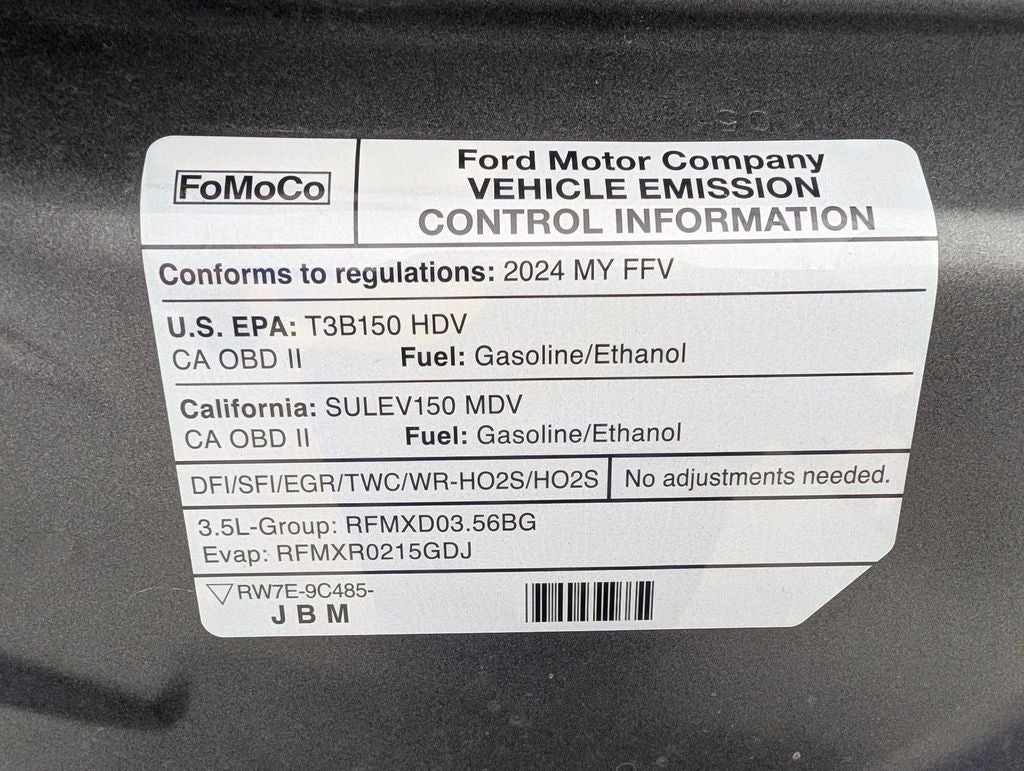 FoMoCo
Ford Motor Company
VEHICLE EMISSION
CONTROL INFORMATION
Conforms to regulations: 2024 MY FFV
U.S. EPA: T3B150 HDV
CA OBD II Fuel: Gasoline/Ethanol
California: SULEV150 MDV
CA OBD II Fuel: Gasoline/Ethanol
DFI/SFI/EGR/TWC/WR-HO2S/HO2S No adjustments needed.
3.5L-Group: RFMXD03.56BG
Evap: RFMXR0215GDJ
RW7E-9C485-
J B M